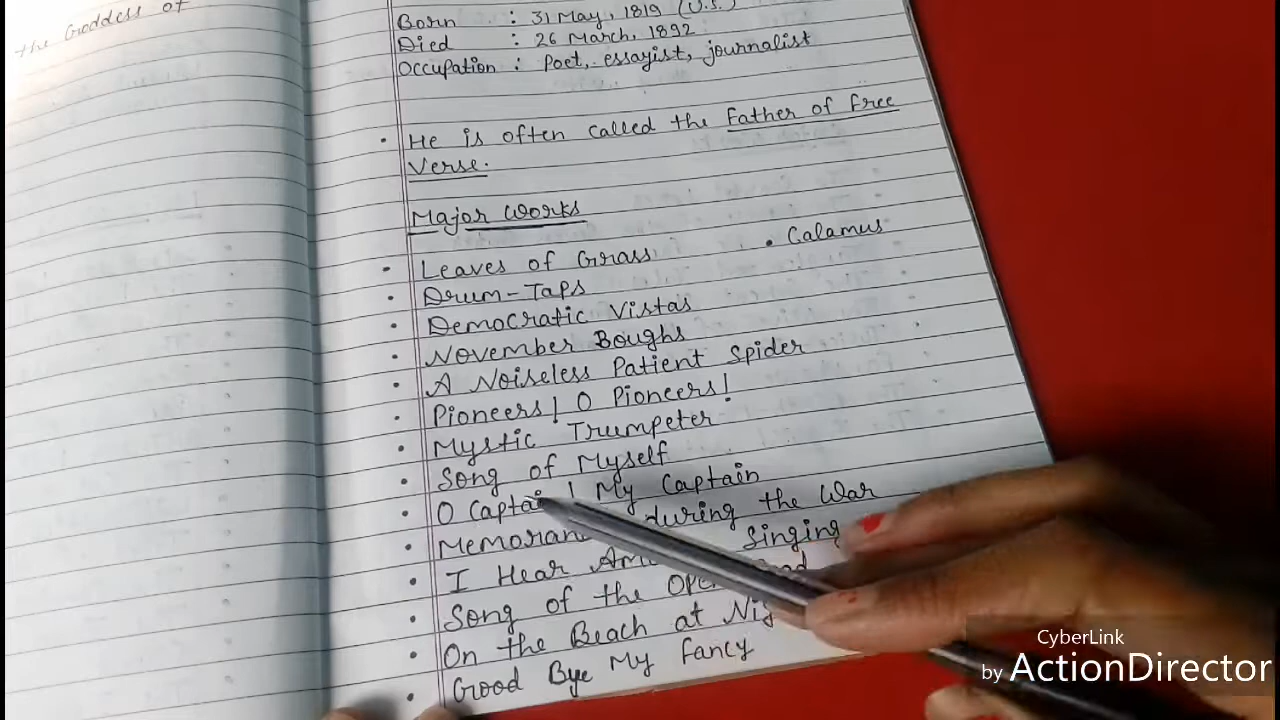 the Goddess of
Born : 31 May, 1819 (U.S.)
Died : 26 March, 1892
Occupation : Poet, essayist, journalist
• He is often called the Father of Free
Verse.
Major Works
• Leaves of Grass • Calamus
• Drum-Taps
• Democratic Vistas
• November Boughs
• A Noiseless Patient Spider
• Pioneers! O Pioneers!
• Mystic Trumpeter
• Song of Myself
• O Captain! My Captain
• during the War
• I Hear Singing
• Song of the
• On the Beach at
• Good Bye My Fancy
CyberLink
by ActionDirector